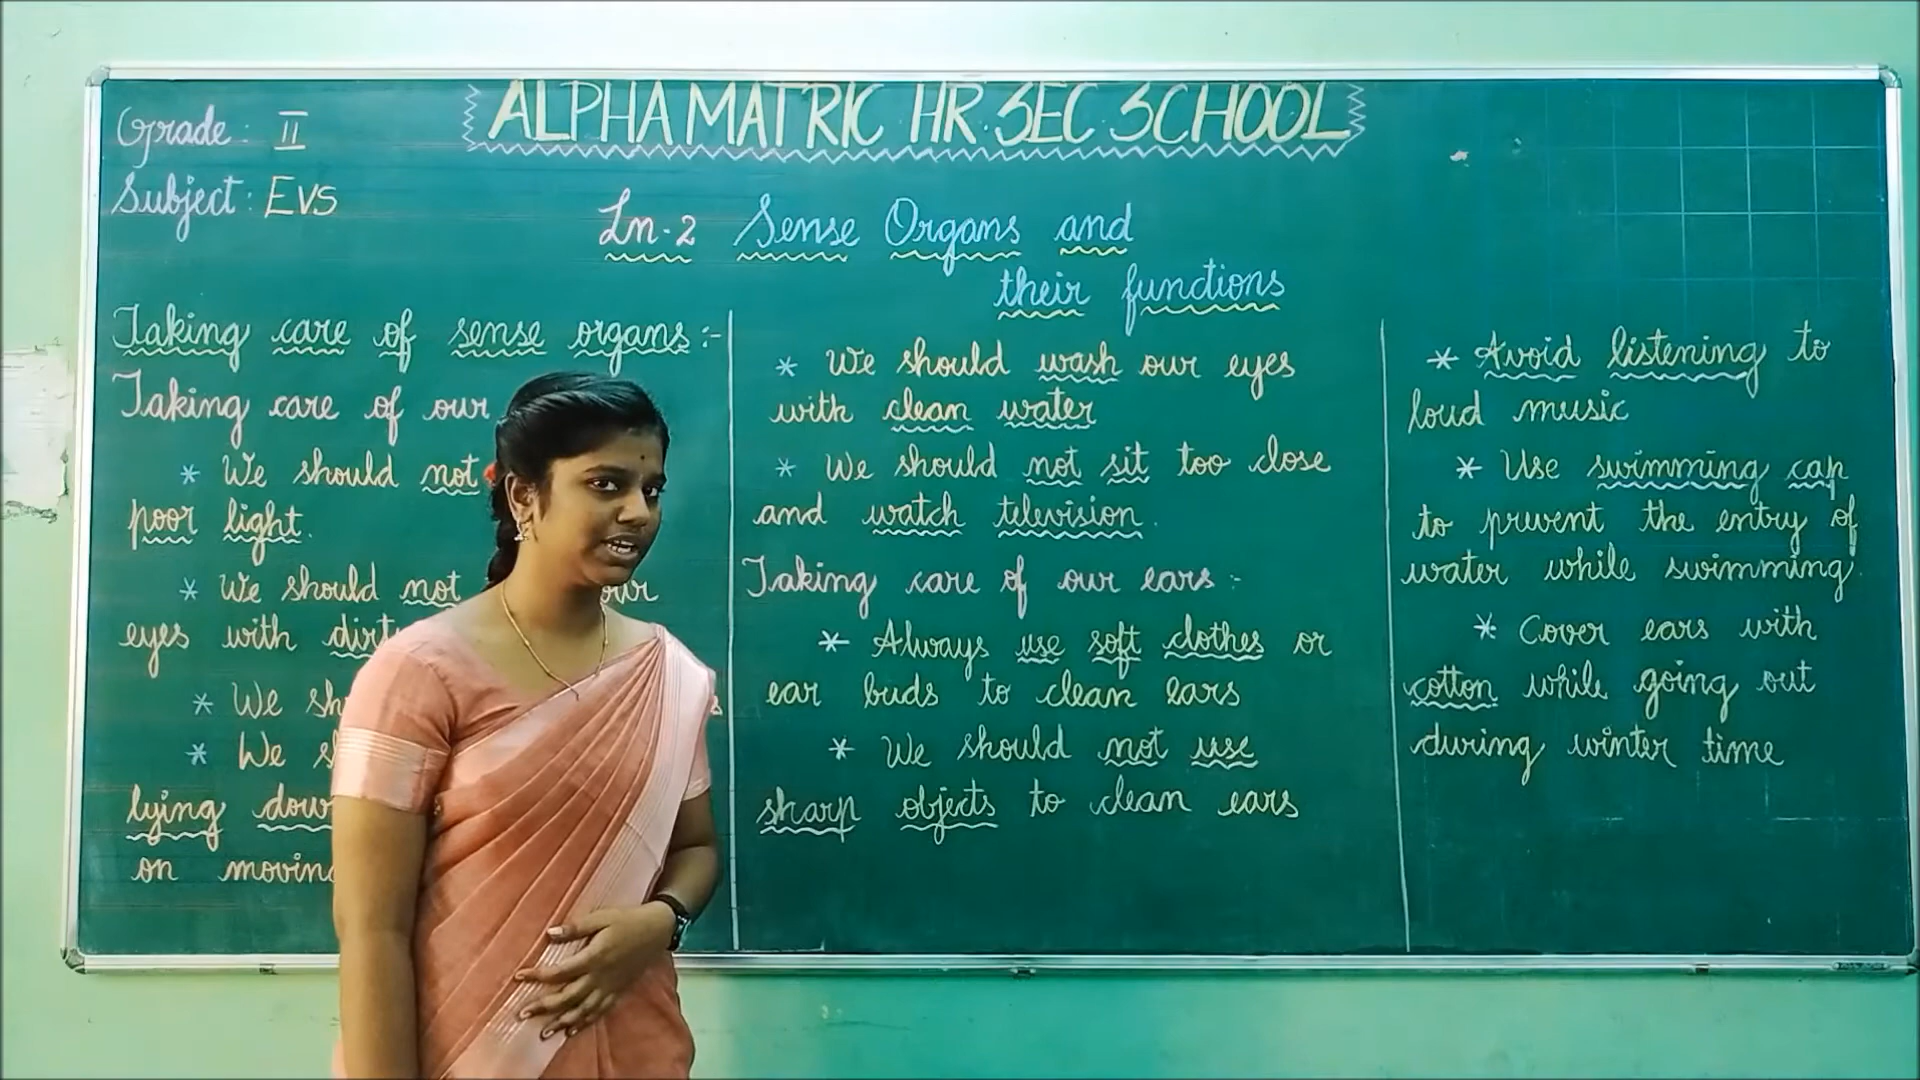 ALPHA MATRIC HR. SEC. SCHOOL
Grade: II
Subject: EVS
Ln-2 Sense Organs and
their functions
Taking care of sense organs:-
Taking care of our
* We should not
poor light.
* We should not our
eyes with
* We
* We
lying
on
* We should wash our eyes
with clean water
* We should not sit too close
and watch television.
Taking care of our ears:-
* Always use soft clothes or
ear buds to clean ears
* We should not use
sharp objects to clean ears
* Avoid listening to
loud music
* Use swimming cap
to prevent the entry of
water while swimming.
* Cover ears with
cotton while going out
during winter time